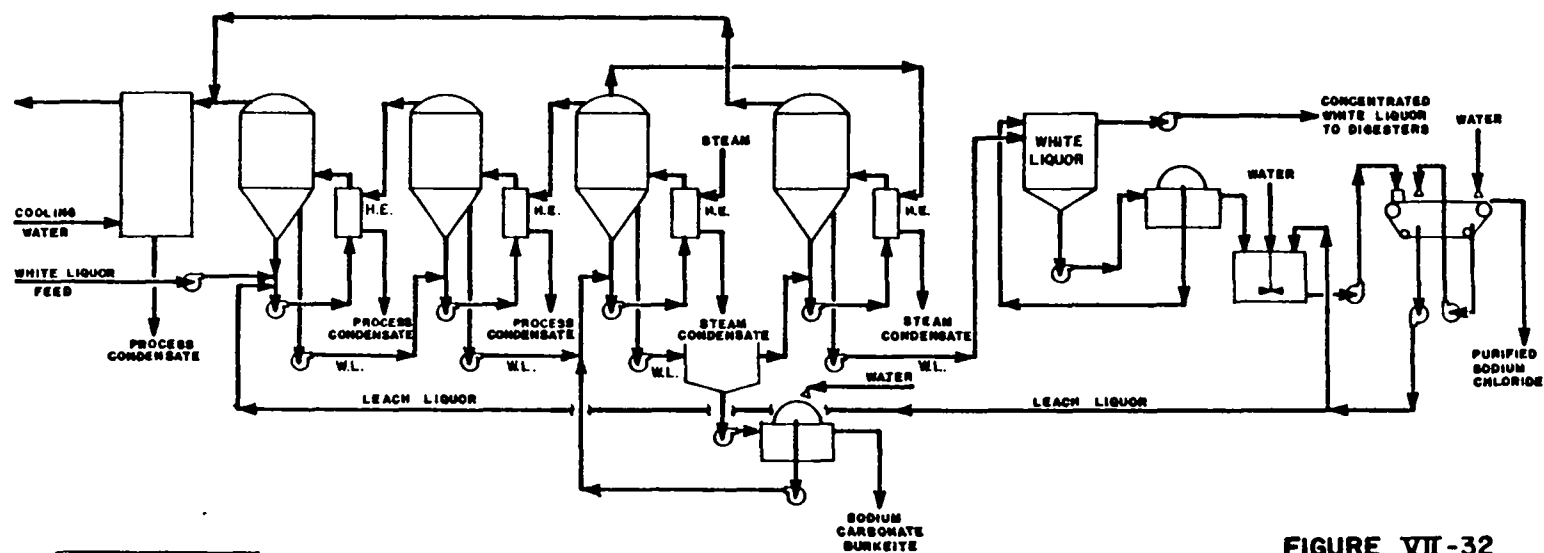 COOLING
WATER
WHITE LIQUOR
FEED
PROCESS
CONDENSATE
H.E.
PROCESS
CONDENSATE
W.L.
H.E.
PROCESS
CONDENSATE
W.L.
STEAM
H.E.
STEAM
CONDENSATE
W.L.
H.E.
STEAM
CONDENSATE
W.L.
WATER
LEACH LIQUOR
LEACH LIQUOR
SODIUM
CARBONATE
BURKEITE
WHITE
LIQUOR
CONCENTRATED
WHITE LIQUOR
TO DIGESTERS
WATER
WATER
PURIFIED
SODIUM
CHLORIDE
FIGURE VII-32